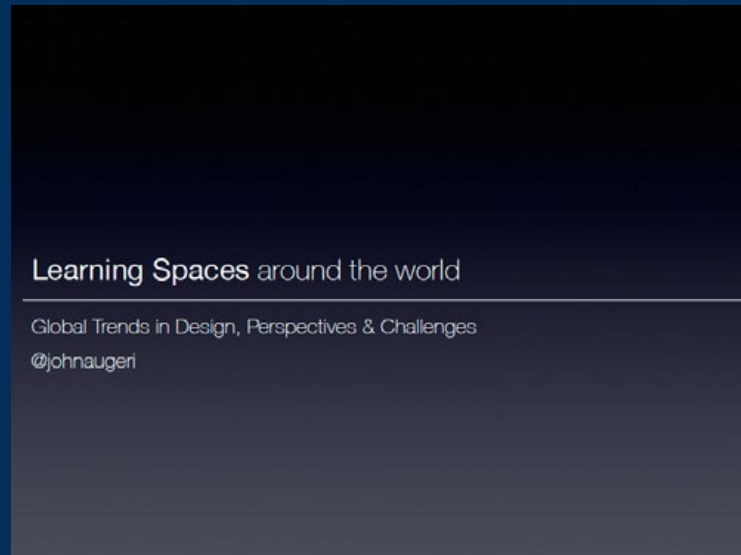 Learning Spaces around the world
Global Trends in Design, Perspectives & Challenges
@johnaugeri